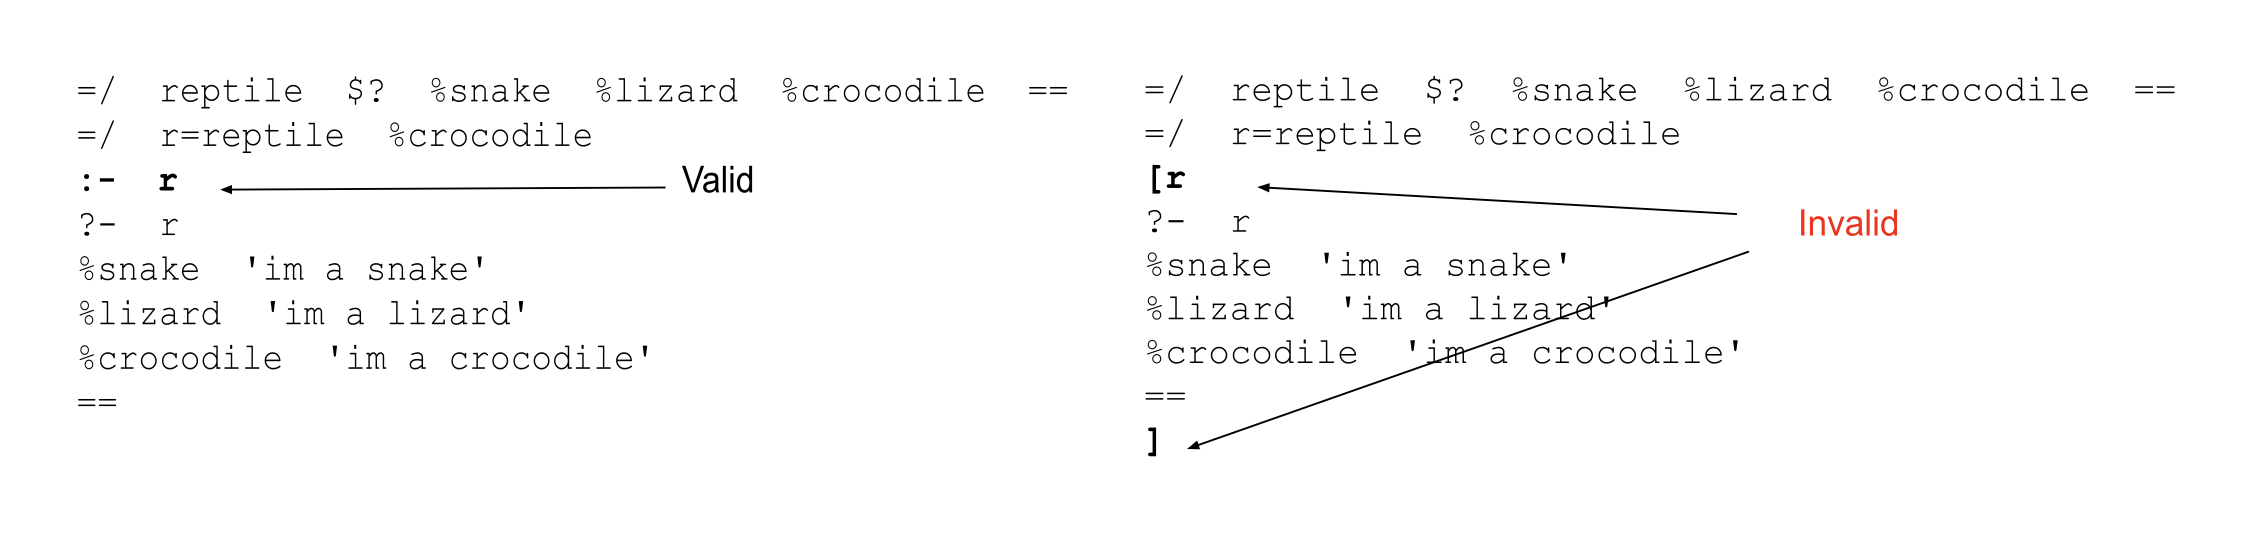 =/  reptile  $?  %snake  %lizard  %crocodile  ==
=/  r=reptile  %crocodile
:-  r
Valid
?-  r
%snake  'im a snake'
%lizard  'im a lizard'
%crocodile  'im a crocodile'
==
=/  reptile  $?  %snake  %lizard  %crocodile  ==
=/  r=reptile  %crocodile
[r
?-  r
Invalid
%snake  'im a snake'
%lizard  'im a lizard'
%crocodile  'im a crocodile'
==
]